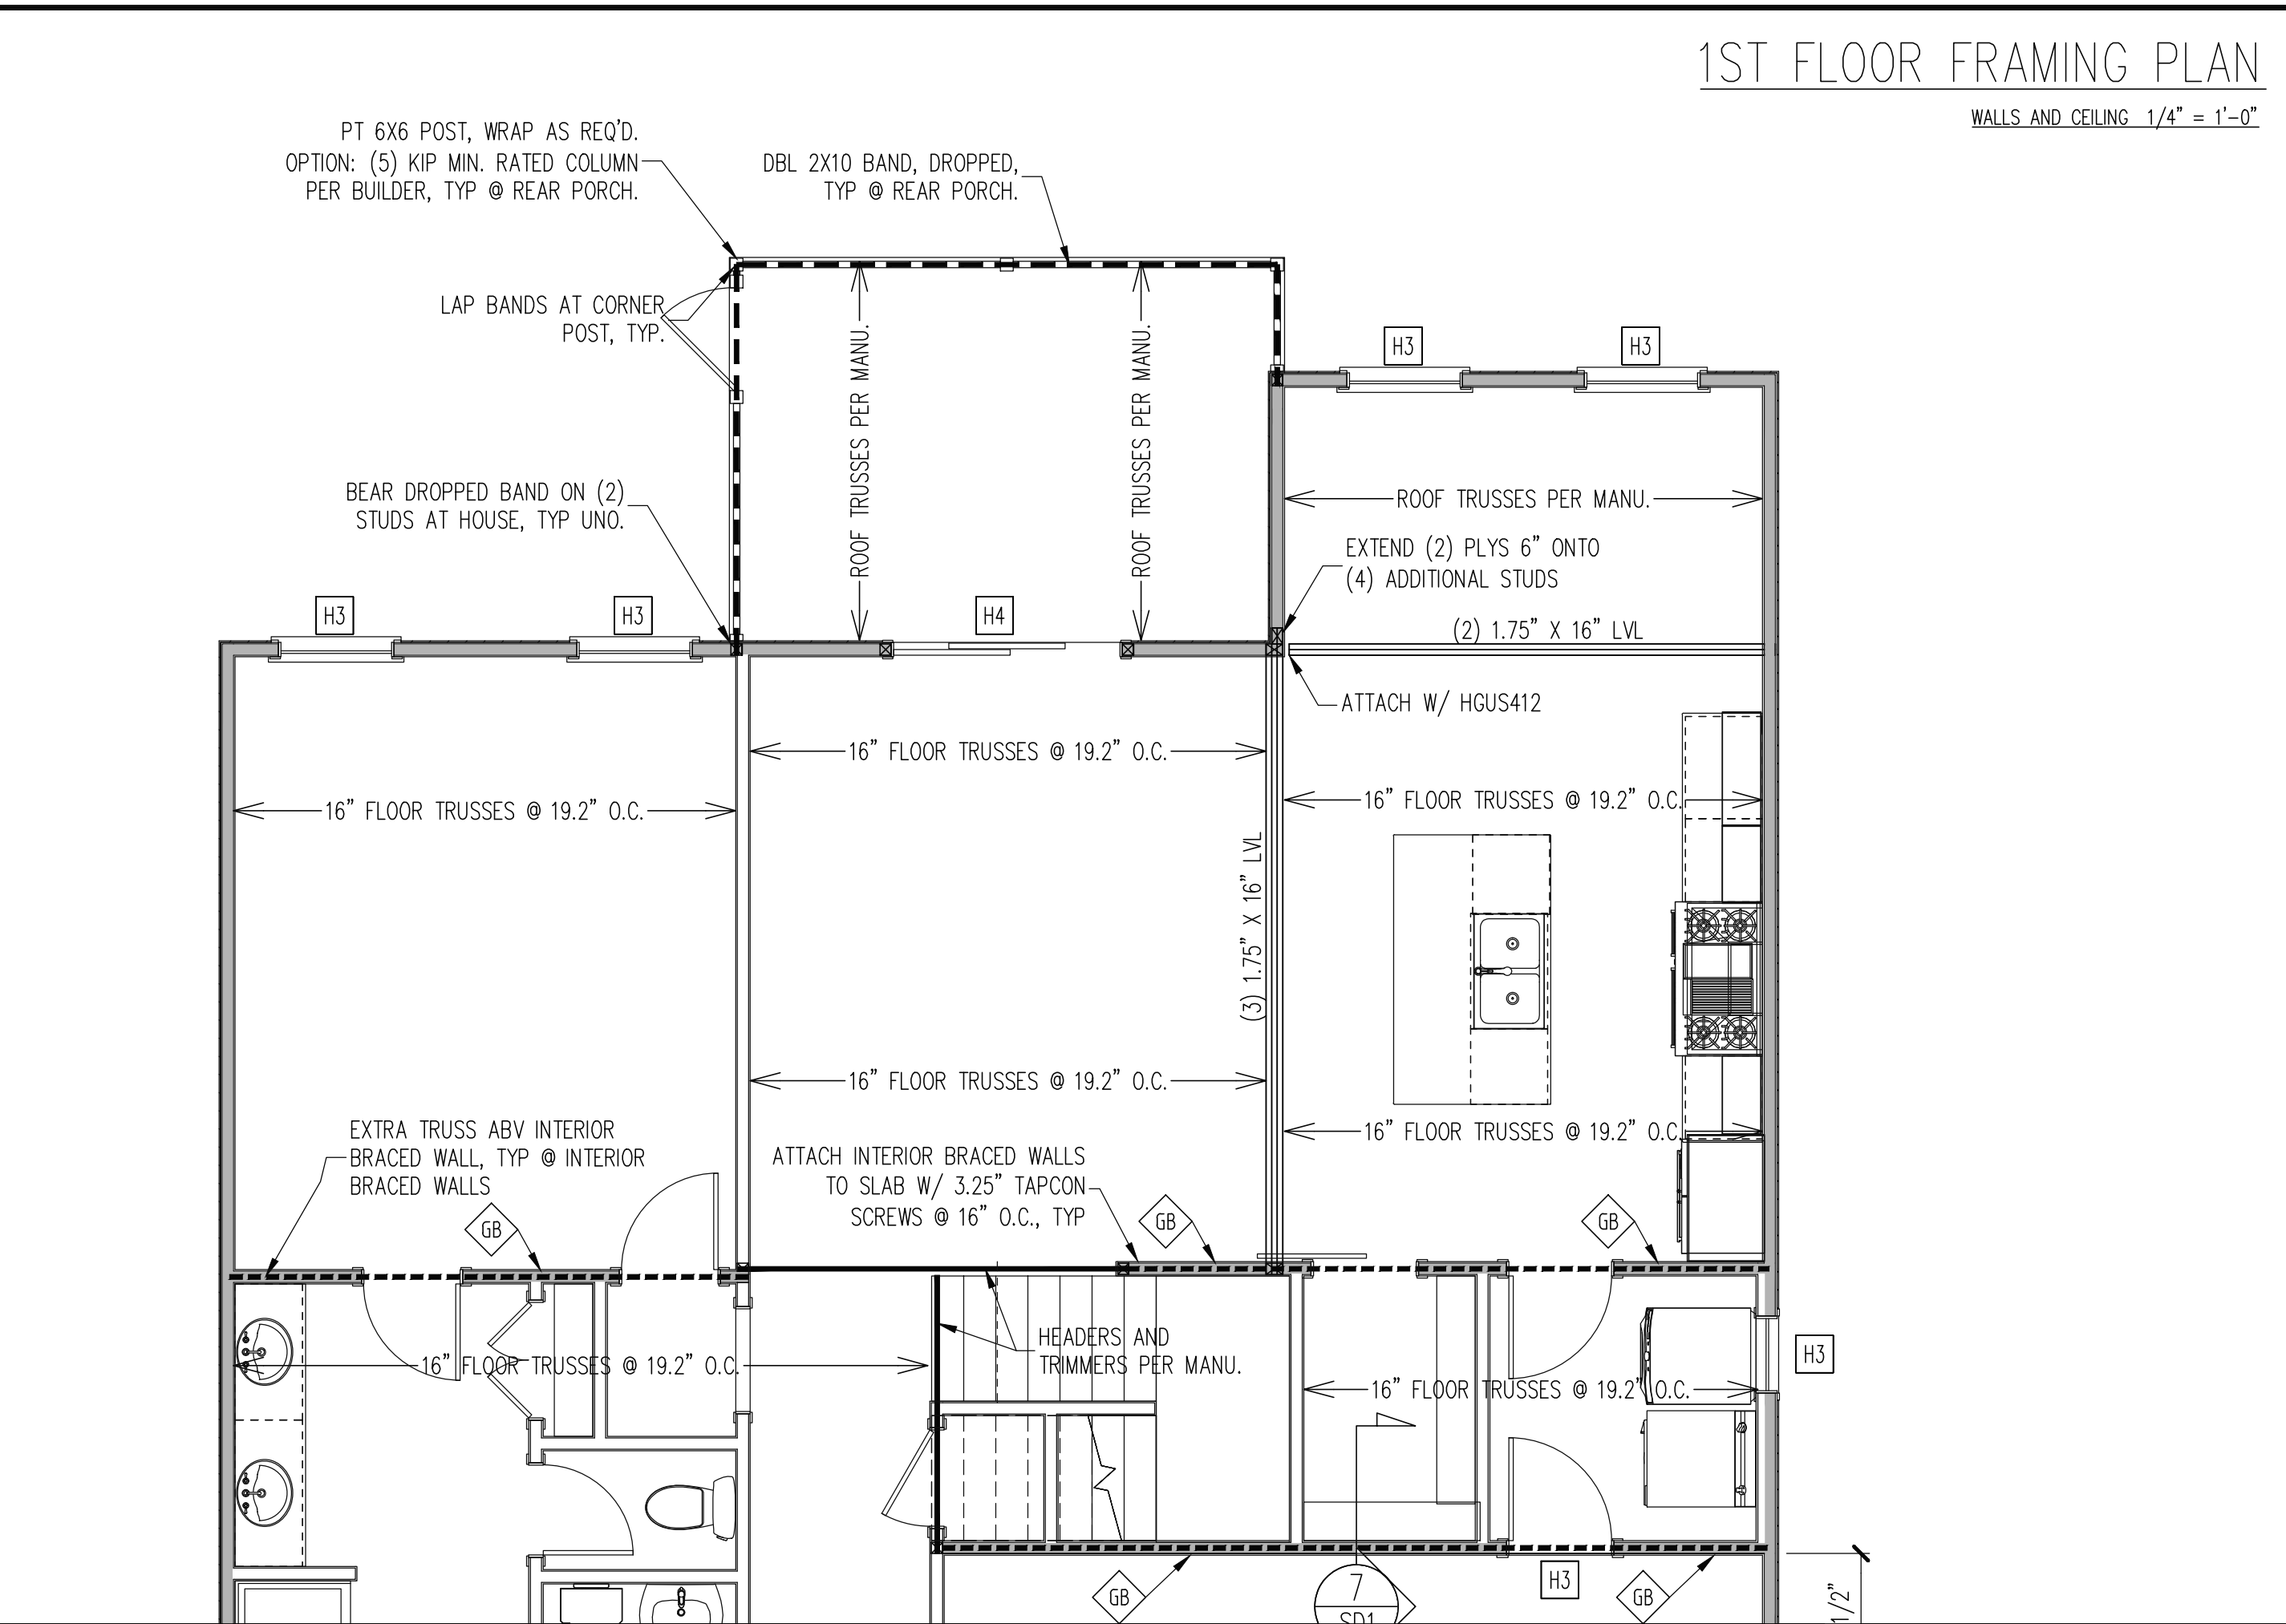 1ST FLOOR FRAMING PLAN
WALLS AND CEILING 1/4" = 1'-0"
PT 6X6 POST, WRAP AS REQ'D.
OPTION: (5) KIP MIN. RATED COLUMN
PER BUILDER, TYP @ REAR PORCH.
DBL 2X10 BAND, DROPPED,
TYP @ REAR PORCH.
LAP BANDS AT CORNER
POST, TYP.
ROOF TRUSSES PER MANU.
ROOF TRUSSES PER MANU.
H3
H3
BEAR DROPPED BAND ON (2)
STUDS AT HOUSE, TYP UNO.
ROOF TRUSSES PER MANU.
EXTEND (2) PLYS 6" ONTO
(4) ADDITIONAL STUDS
H3
H3
H4
(2) 1.75" X 16" LVL
ATTACH W/ HGUS412
16" FLOOR TRUSSES @ 19.2" O.C.
16" FLOOR TRUSSES @ 19.2" O.C.
16" FLOOR TRUSSES @ 19.2" O.C.
(3) 1.75" X 16" LVL
16" FLOOR TRUSSES @ 19.2" O.C.
16" FLOOR TRUSSES @ 19.2" O.C.
EXTRA TRUSS ABV INTERIOR
BRACED WALL, TYP @ INTERIOR
BRACED WALLS
ATTACH INTERIOR BRACED WALLS
TO SLAB W/ 3.25" TAPCON
SCREWS @ 16" O.C., TYP
GB
GB
GB
HEADERS AND
TRIMMERS PER MANU.
16" FLOOR TRUSSES @ 19.2" O.C.
H3
16" FLOOR TRUSSES @ 19.2" O.C.
GB
7
SD1
H3
GB
1/2"